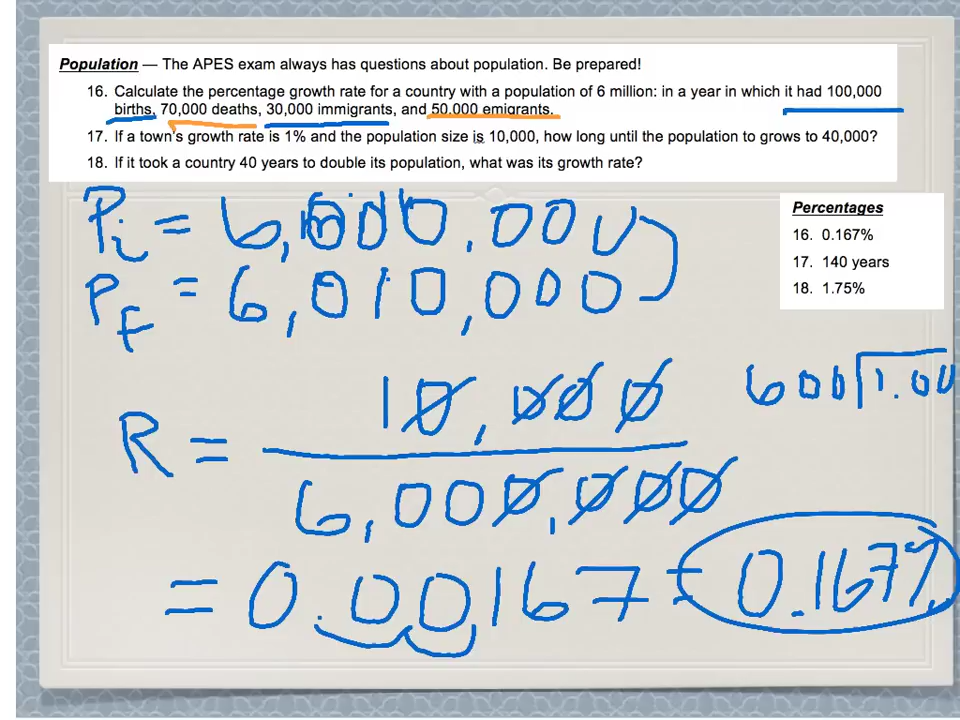 Population — The APES exam always has questions about population. Be prepared!
16. Calculate the percentage growth rate for a country with a population of 6 million: in a year in which it had 100,000
births, 70,000 deaths, 30,000 immigrants, and 50,000 emigrants.
17. If a town's growth rate is 1% and the population size is 10,000, how long until the population to grows to 40,000?
18. If it took a country 40 years to double its population, what was its growth rate?
Percentages
16. 0.167%
17. 140 years
18. 1.75%
Pi = 6,000,000
PF = 6,010,000
10,000
R =
6,000,000
600 1.00
= 0.00167 = 0.167%